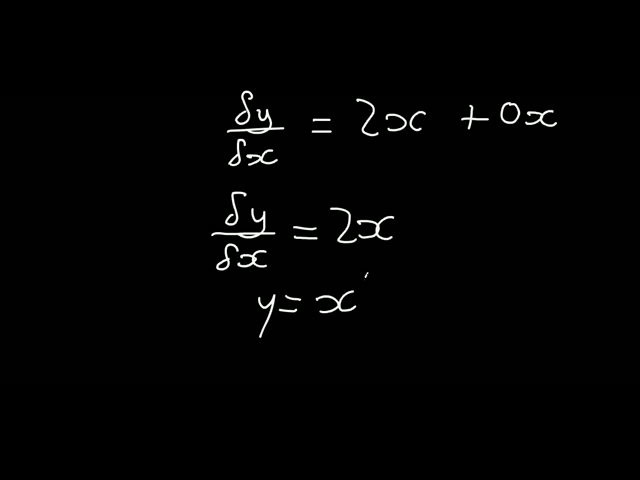 δy/δx = 2x + 0x
δy/δx = 2x
y = x